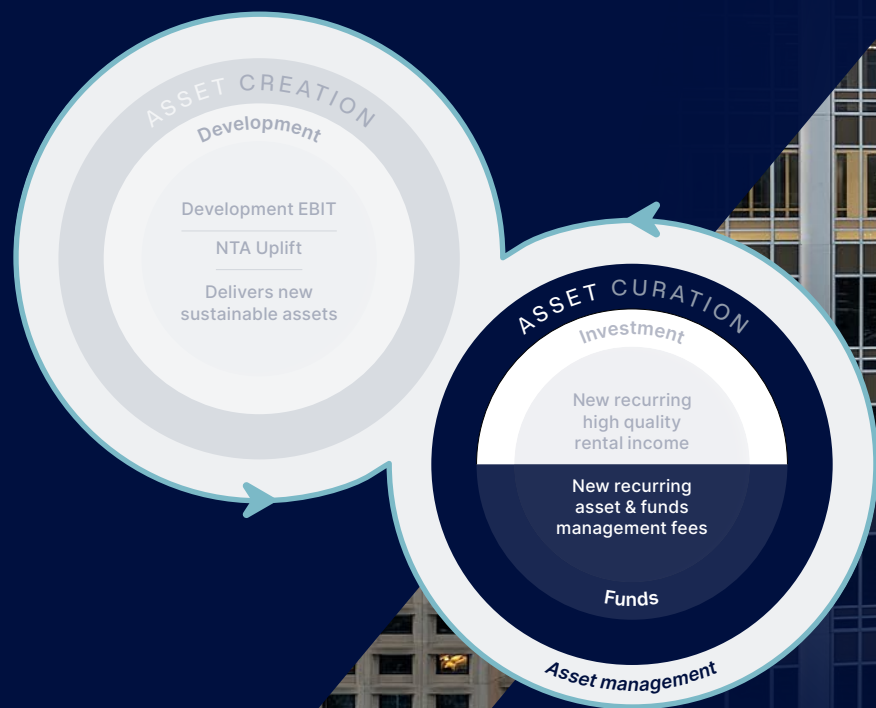 ASSET CREATION
Development
Development EBIT
NTA Uplift
Delivers new
sustainable assets
ASSET CURATION
Investment
New recurring
high quality
rental income
New recurring
asset & funds
management fees
Funds
Asset management